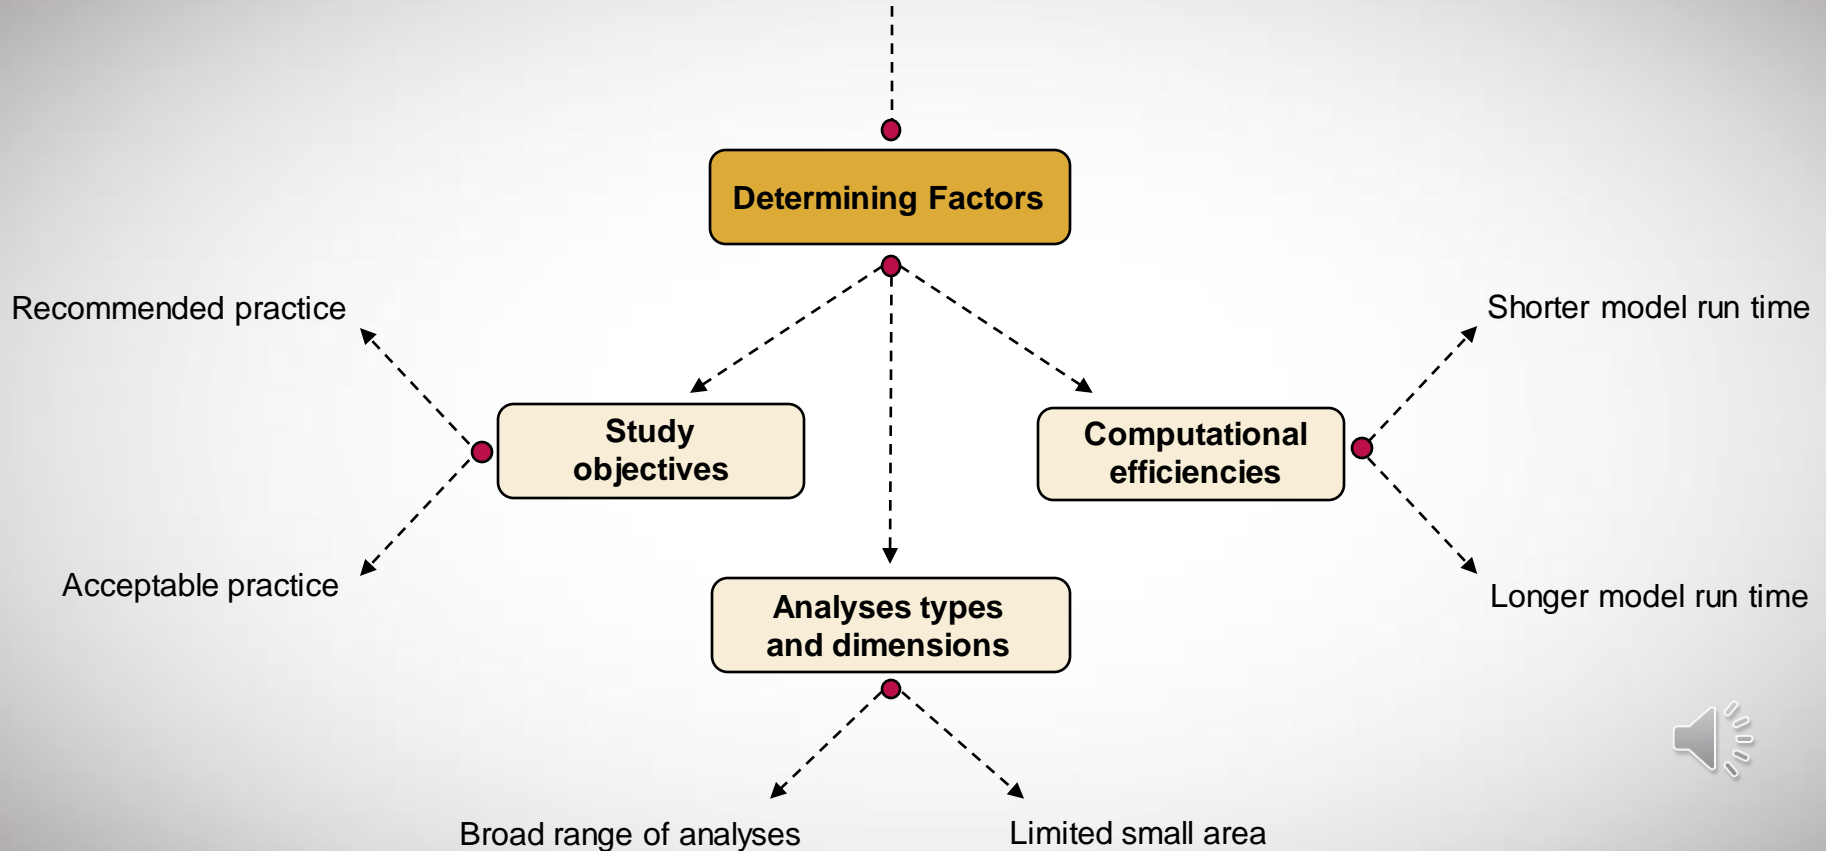 Determining Factors
Recommended practice
Shorter model run time
Study
objectives
Computational
efficiencies
Acceptable practice
Longer model run time
Analyses types
and dimensions
Broad range of analyses
Limited small area